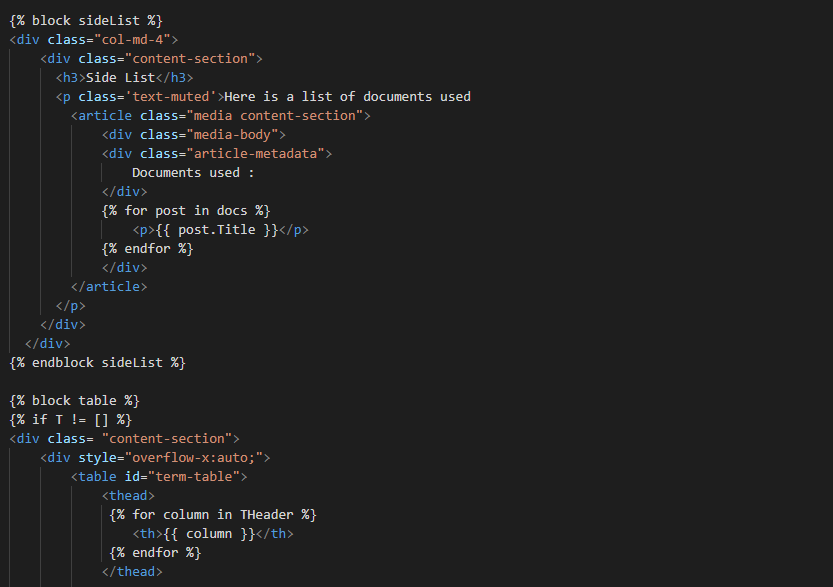 {% block sideList %}
<div class="col-md-4">
<div class="content-section">
<h3>Side List</h3>
<p class='text-muted'>Here is a list of documents used
<article class="media content-section">
<div class="media-body">
<div class="article-metadata">
Documents used :
</div>
{% for post in docs %}
<p>{{ post.Title }}</p>
{% endfor %}
</div>
</article>
</p>
</div>
</div>
{% endblock sideList %}
{% block table %}
{% if T != [] %}
<div class= "content-section">
<div style="overflow-x:auto;">
<table id="term-table">
<thead>
{% for column in THeader %}
<th>{{ column }}</th>
{% endfor %}
</thead>